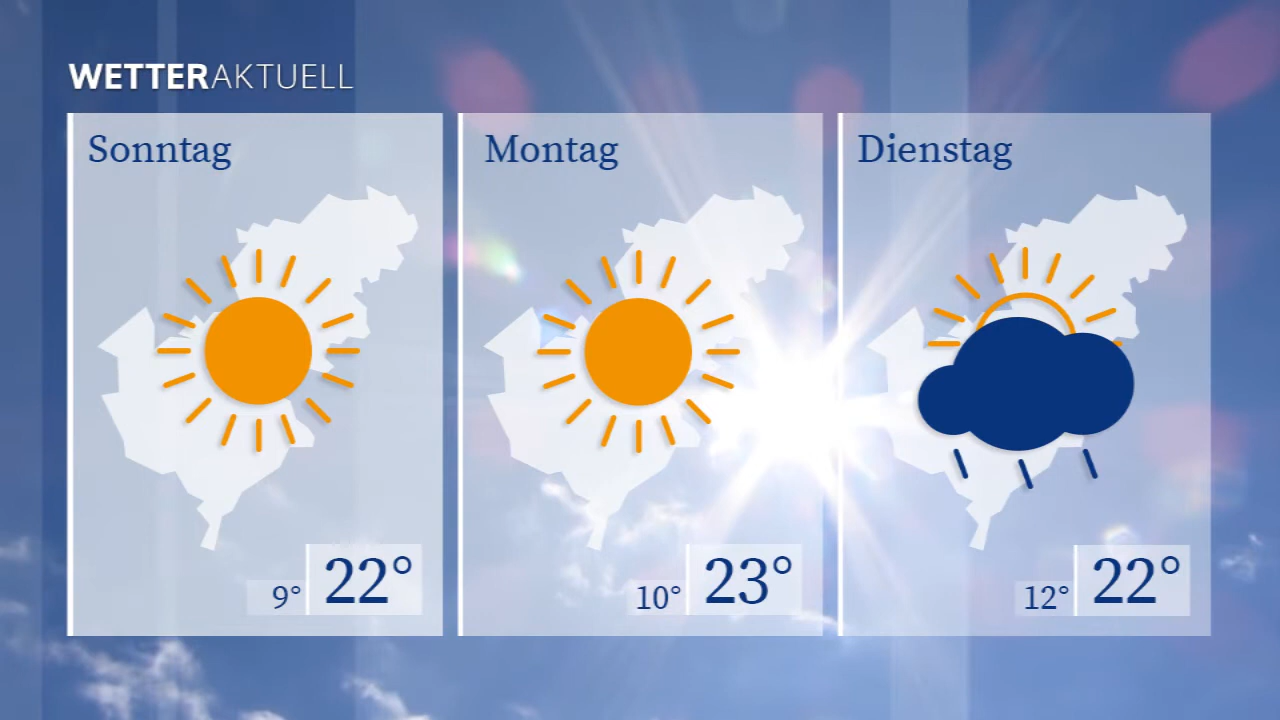 WETTERAKTUELL
Sonntag
9° 22°
Montag
10° 23°
Dienstag
12° 22°